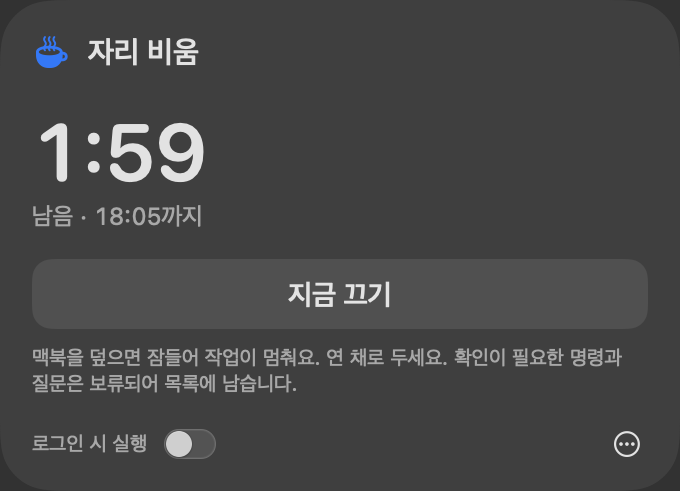 자리 비움
1:59
남음 · 18:05까지
지금 끄기
맥북을 덮으면 잠들어 작업이 멈춰요. 연 채로 두세요. 확인이 필요한 명령과
질문은 보류되어 목록에 남습니다.
로그인 시 실행